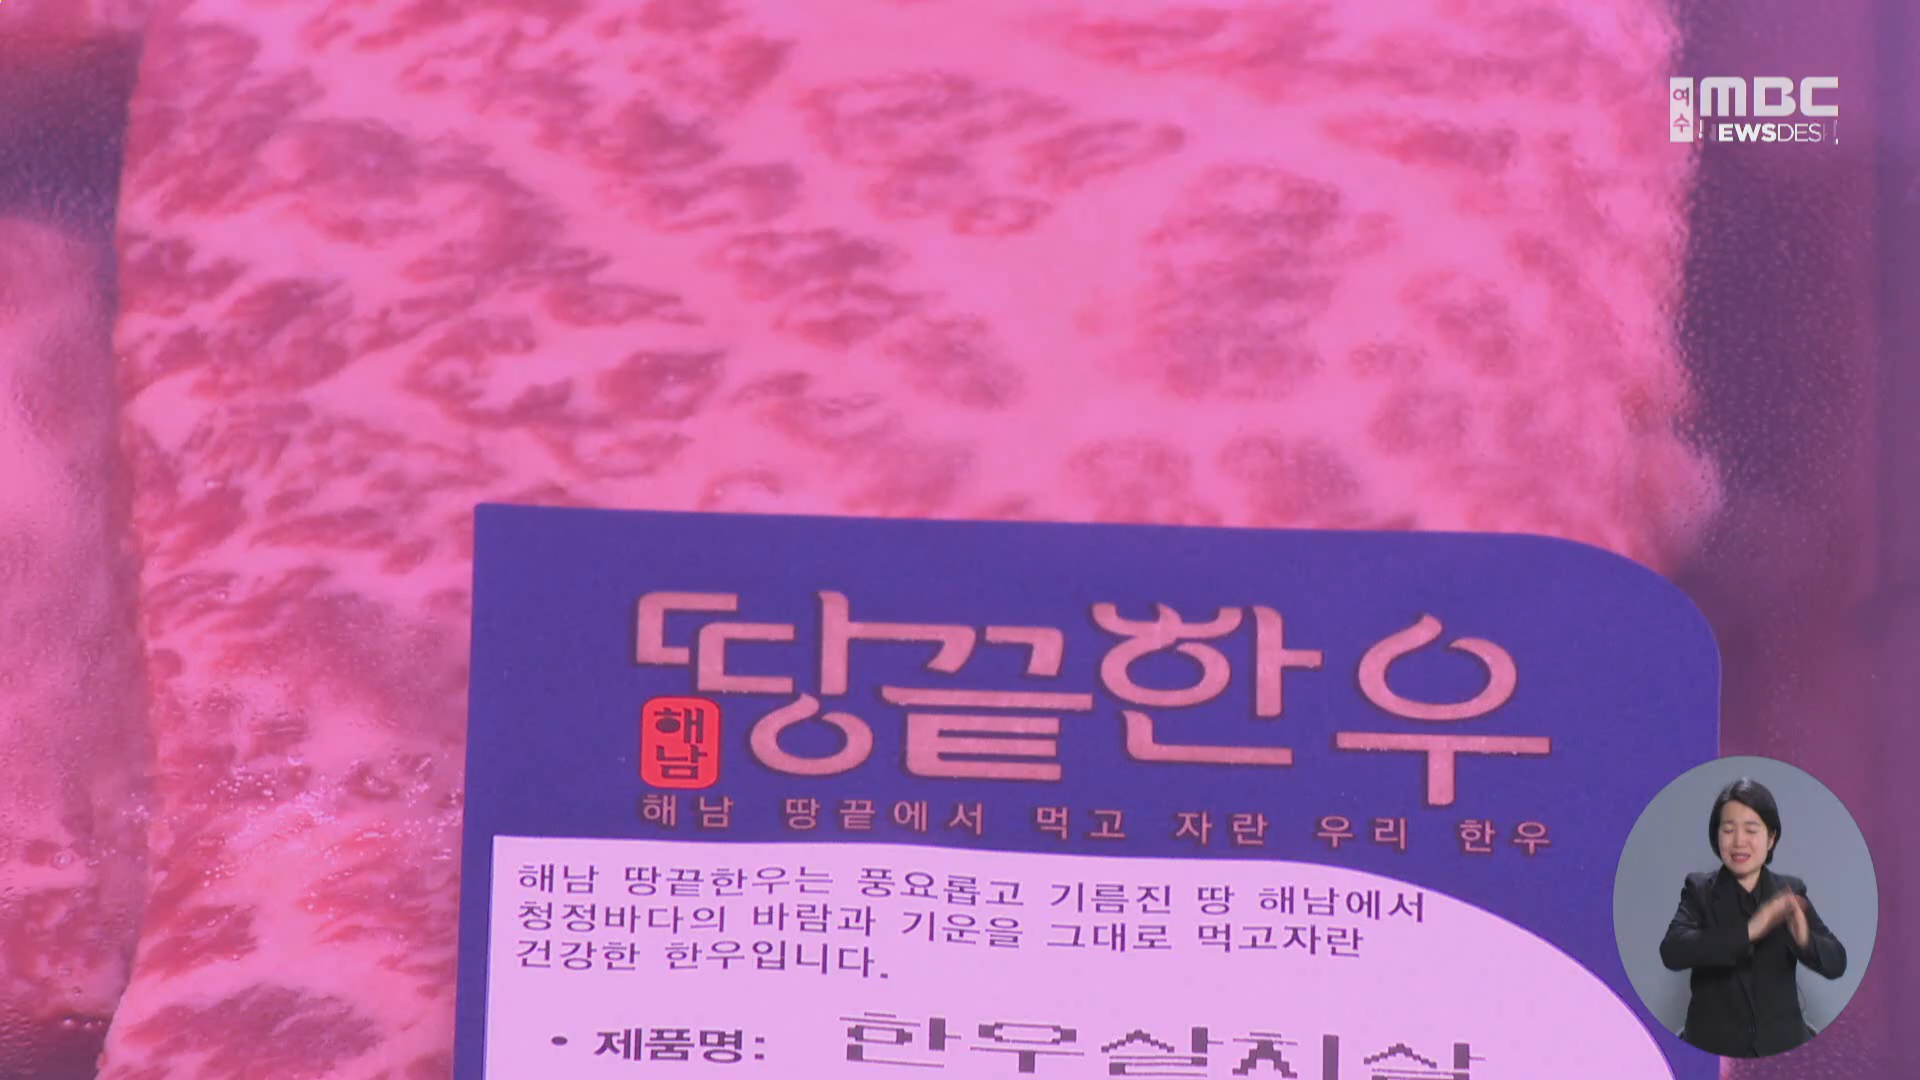 여수 MBC
NEWSDESK
땅끝한우
해남
해남 땅끝에서 먹고 자란 우리 한우
해남 땅끝한우는 풍요롭고 기름진 땅 해남에서
청정바다의 바람과 기운을 그대로 먹고자란
건강한 한우입니다.
• 제품명: 한우살치살